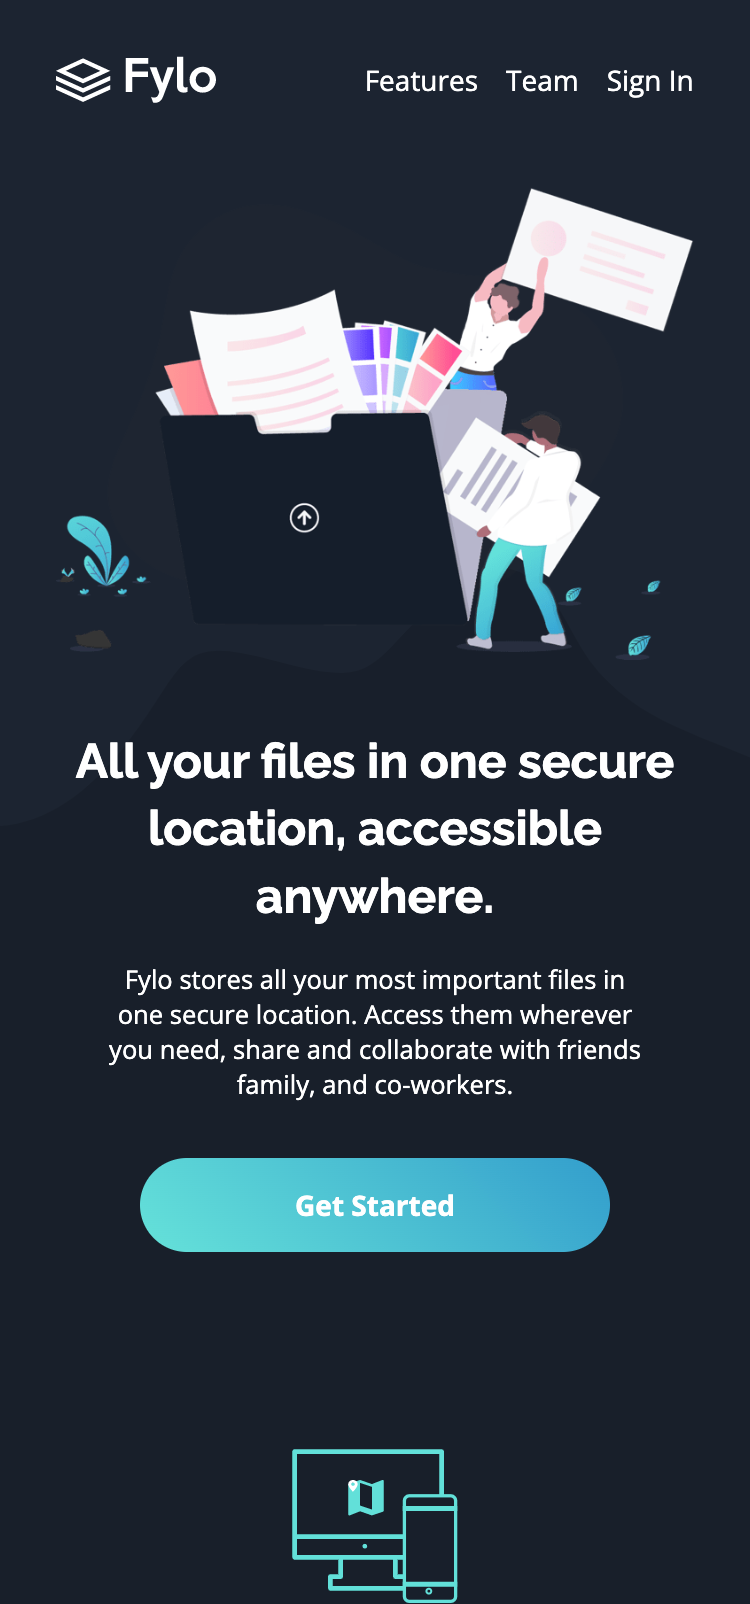 Fylo
Features Team Sign In
All your files in one secure
location, accessible
anywhere.
Fylo stores all your most important files in
one secure location. Access them wherever
you need, share and collaborate with friends
family, and co-workers.
Get Started